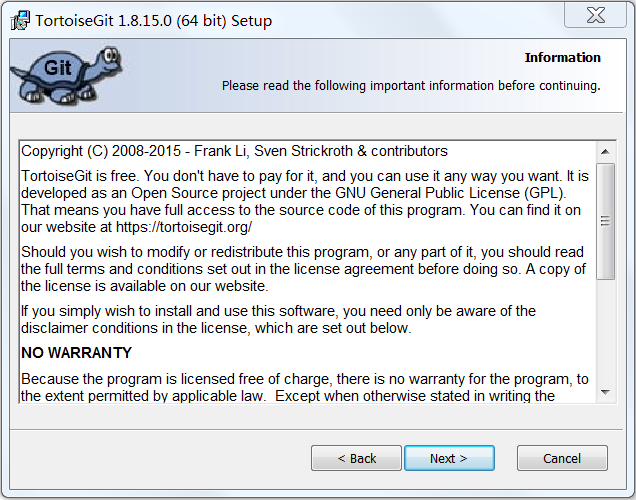 TortoiseGit 1.8.15.0 (64 bit) Setup
Git
Information
Please read the following important information before continuing.
Copyright (C) 2008-2015 - Frank Li, Sven Strickroth & contributors
TortoiseGit is free. You don't have to pay for it, and you can use it any way you want. It is
developed as an Open Source project under the GNU General Public License (GPL).
That means you have full access to the source code of this program. You can find it on
our website at https://tortoisegit.org/
Should you wish to modify or redistribute this program, or any part of it, you should read
the full terms and conditions set out in the license agreement before doing so. A copy of
the license is available on our website.
If you simply wish to install and use this software, you need only be aware of the
disclaimer conditions in the license, which are set out below.
NO WARRANTY
Because the program is licensed free of charge, there is no warranty for the program, to
the extent permitted by applicable law.  Except when otherwise stated in writing the
< Back
Next >
Cancel